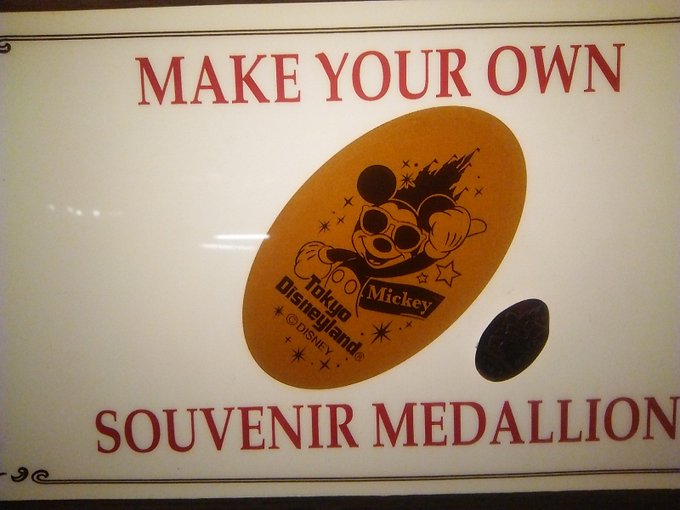 MAKE YOUR OWN
Tokyo
Disneyland®
© DISNEY
Mickey
SOUVENIR MEDALLION